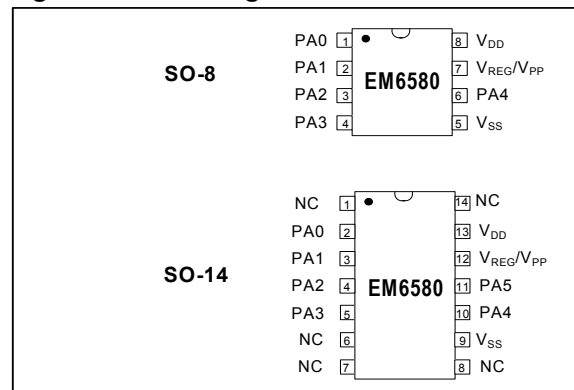 SO-8
PA0 1 8 VDD
PA1 2 EM6580 7 VREG/VPP
PA2 3 6 PA4
PA3 4 5 VSS
SO-14
NC 1 14 NC
PA0 2 13 VDD
PA1 3 12 VREG/VPP
PA2 4 EM6580 11 PA5
PA3 5 10 PA4
NC 6 9 VSS
NC 7 8 NC